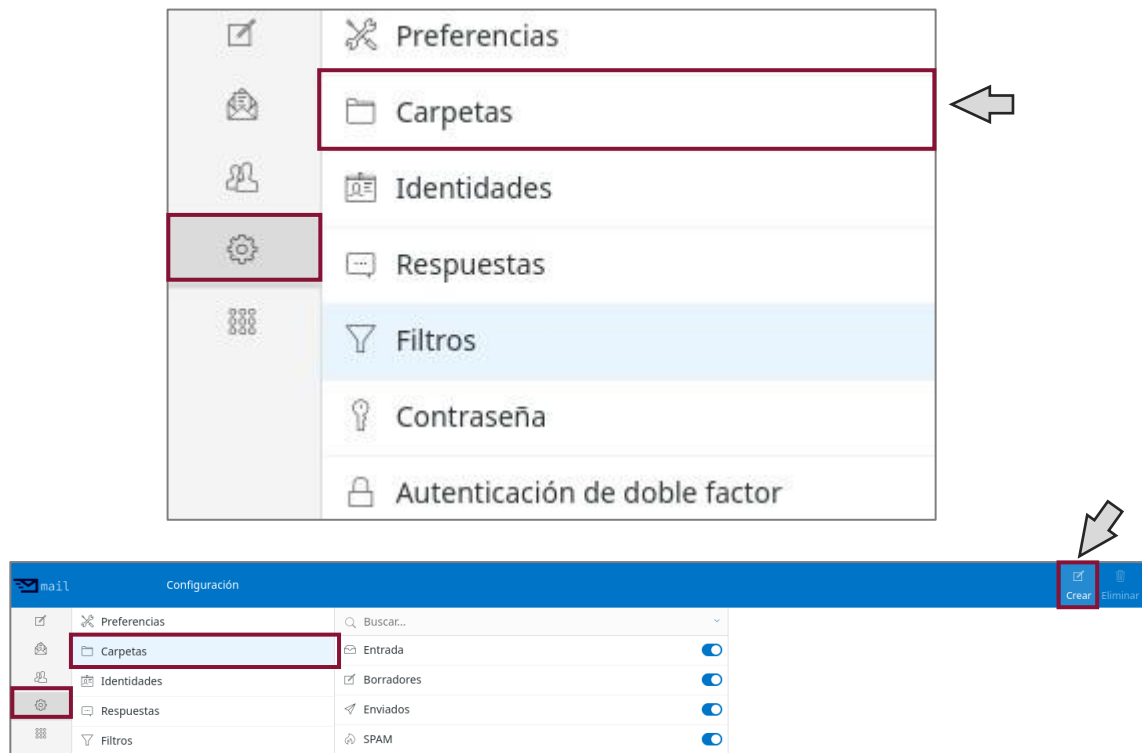 Preferencias
Carpetas
Identidades
Respuestas
Filtros
Contraseña
Autenticación de doble factor
mail Configuración Crear Eliminar
Preferencias Buscar...
Carpetas Entrada
Identidades Borradores
Respuestas Enviados
Filtros SPAM